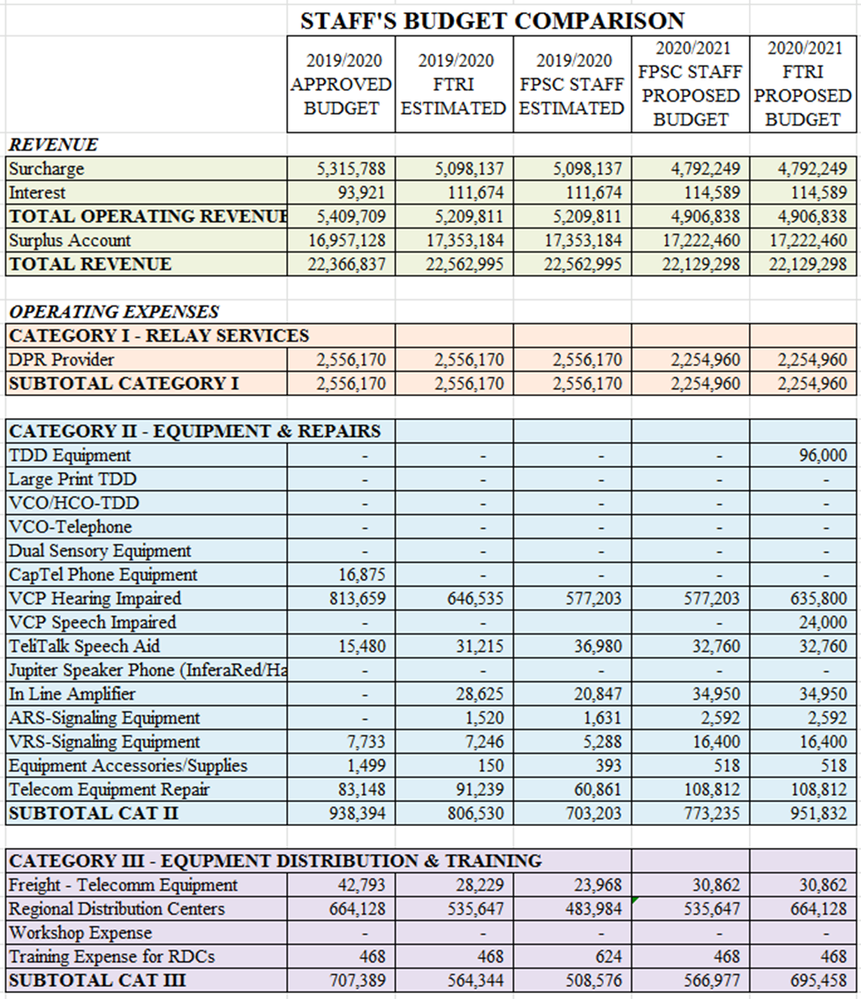 STAFF'S BUDGET COMPARISON
2019/2020 APPROVED BUDGET 2019/2020 FTRI ESTIMATED 2019/2020 FPSC STAFF ESTIMATED 2020/2021 FPSC STAFF PROPOSED BUDGET 2020/2021 FTRI PROPOSED BUDGET
REVENUE
Surcharge 5,315,788 5,098,137 5,098,137 4,792,249 4,792,249
Interest 93,921 111,674 111,674 114,589 114,589
TOTAL OPERATING REVENUE 5,409,709 5,209,811 5,209,811 4,906,838 4,906,838
Surplus Account 16,957,128 17,353,184 17,353,184 17,222,460 17,222,460
TOTAL REVENUE 22,366,837 22,562,995 22,562,995 22,129,298 22,129,298
OPERATING EXPENSES
CATEGORY I - RELAY SERVICES
DPR Provider 2,556,170 2,556,170 2,556,170 2,254,960 2,254,960
SUBTOTAL CATEGORY I 2,556,170 2,556,170 2,556,170 2,254,960 2,254,960
CATEGORY II - EQUIPMENT & REPAIRS
TDD Equipment - - - - 96,000
Large Print TDD - - - - -
VCO/HCO-TDD - - - - -
VCO-Telephone - - - - -
Dual Sensory Equipment - - - - -
CapTel Phone Equipment 16,875 - - - -
VCP Hearing Impaired 813,659 646,535 577,203 577,203 635,800
VCP Speech Impaired - - - 24,000
TeliTalk Speech Aid 15,480 31,215 36,980 32,760 32,760
Jupiter Speaker Phone (InferaRed/Ha - - - - -
In Line Amplifier - 28,625 20,847 34,950 34,950
ARS-Signaling Equipment - 1,520 1,631 2,592 2,592
VRS-Signaling Equipment 7,733 7,246 5,288 16,400 16,400
Equipment Accessories/Supplies 1,499 150 393 518 518
Telecom Equipment Repair 83,148 91,239 60,861 108,812 108,812
SUBTOTAL CAT II 938,394 806,530 703,203 773,235 951,832
CATEGORY III - EQUPMENT DISTRIBUTION & TRAINING
Freight - Telecomm Equipment 42,793 28,229 23,968 30,862 30,862
Regional Distribution Centers 664,128 535,647 483,984 535,647 664,128
Workshop Expense - - - - -
Training Expense for RDCs 468 468 624 468 468
SUBTOTAL CAT III 707,389 564,344 508,576 566,977 695,458